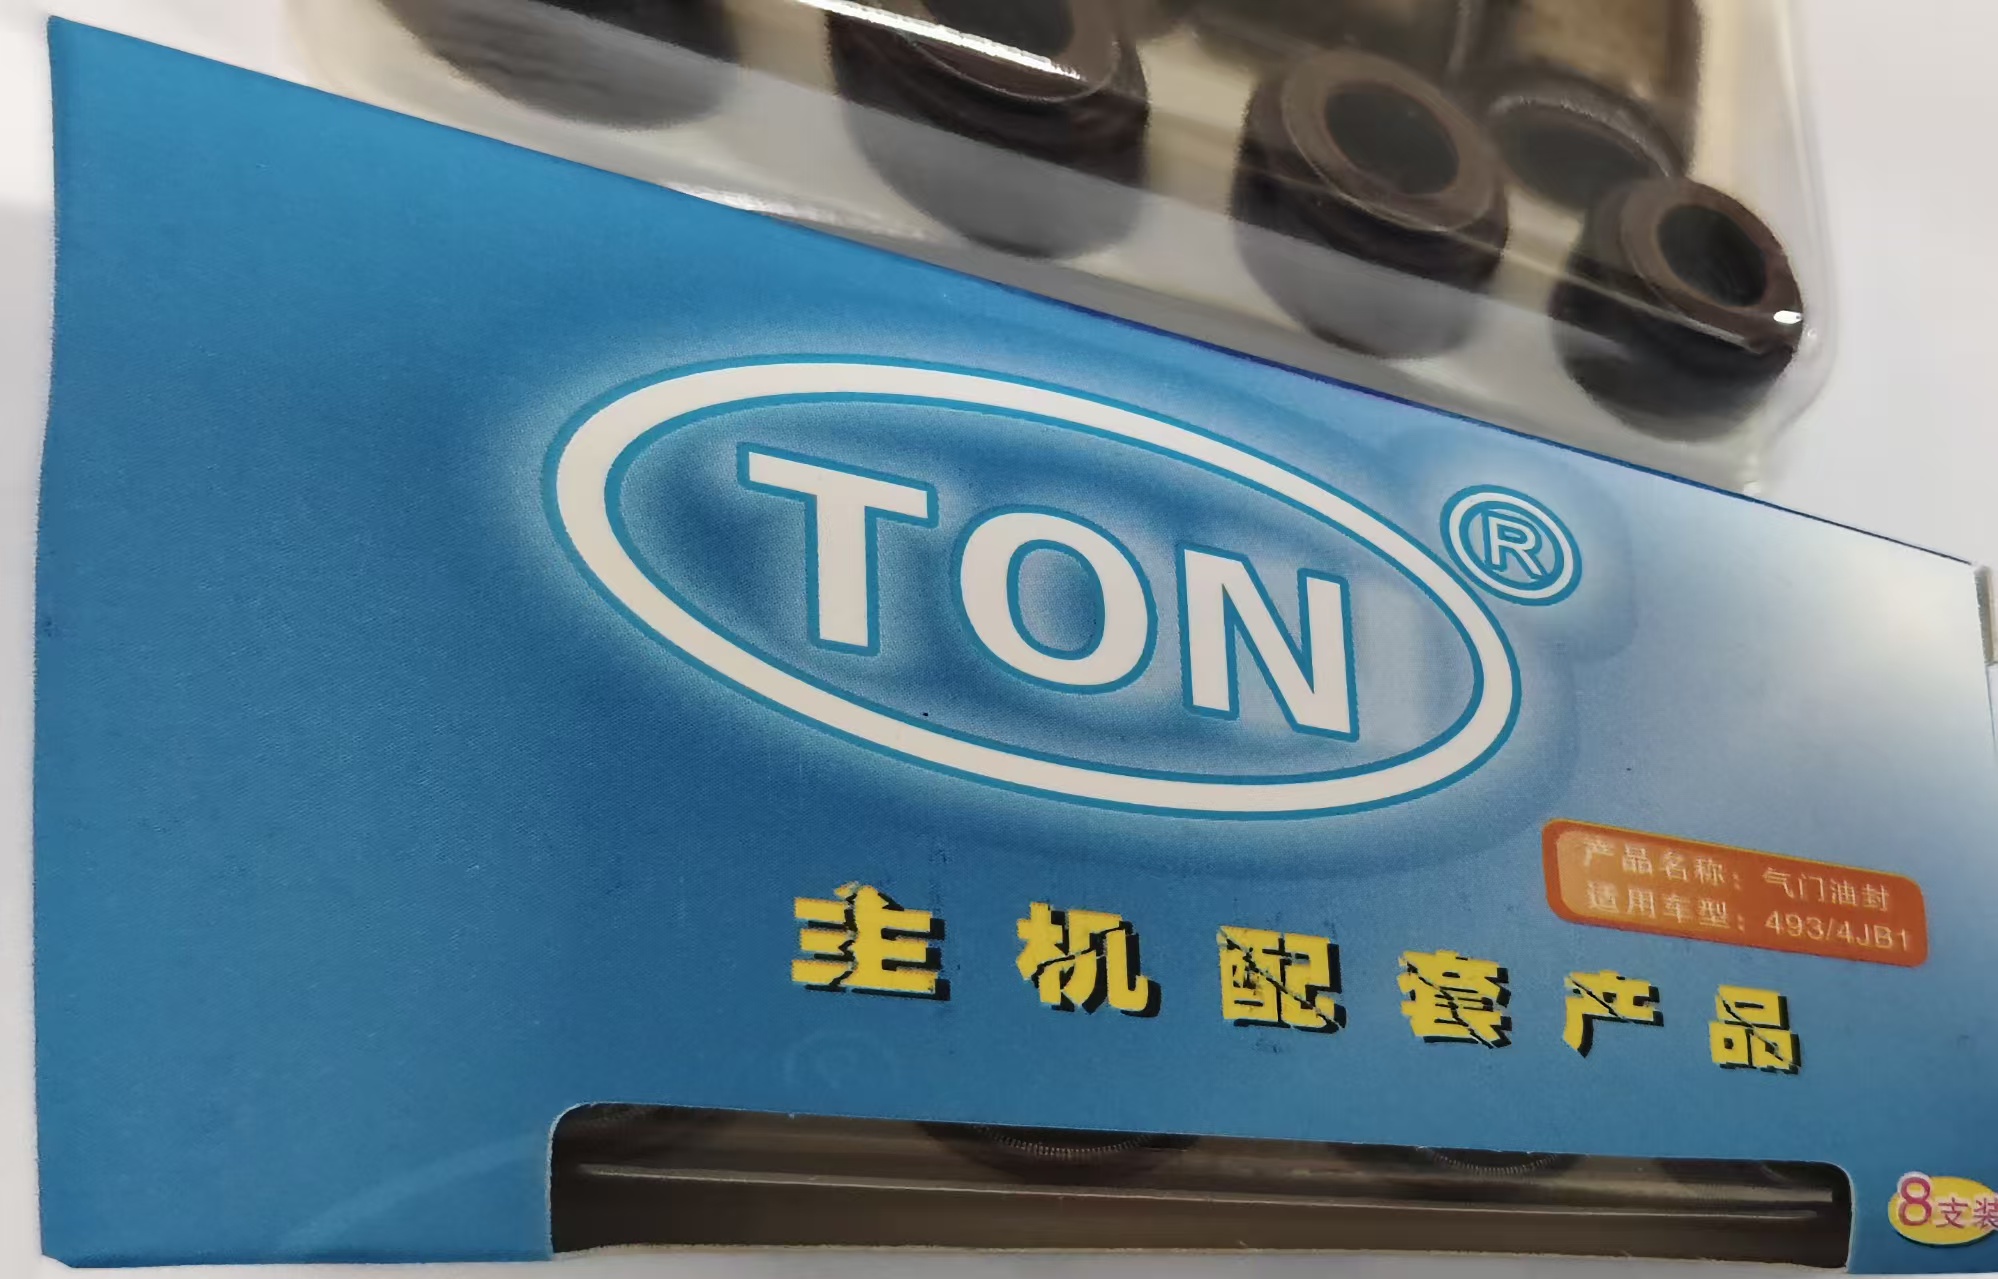 TON®
产品名称：气门油封
适用车型：493/4JB1
主机配套产品
8支装